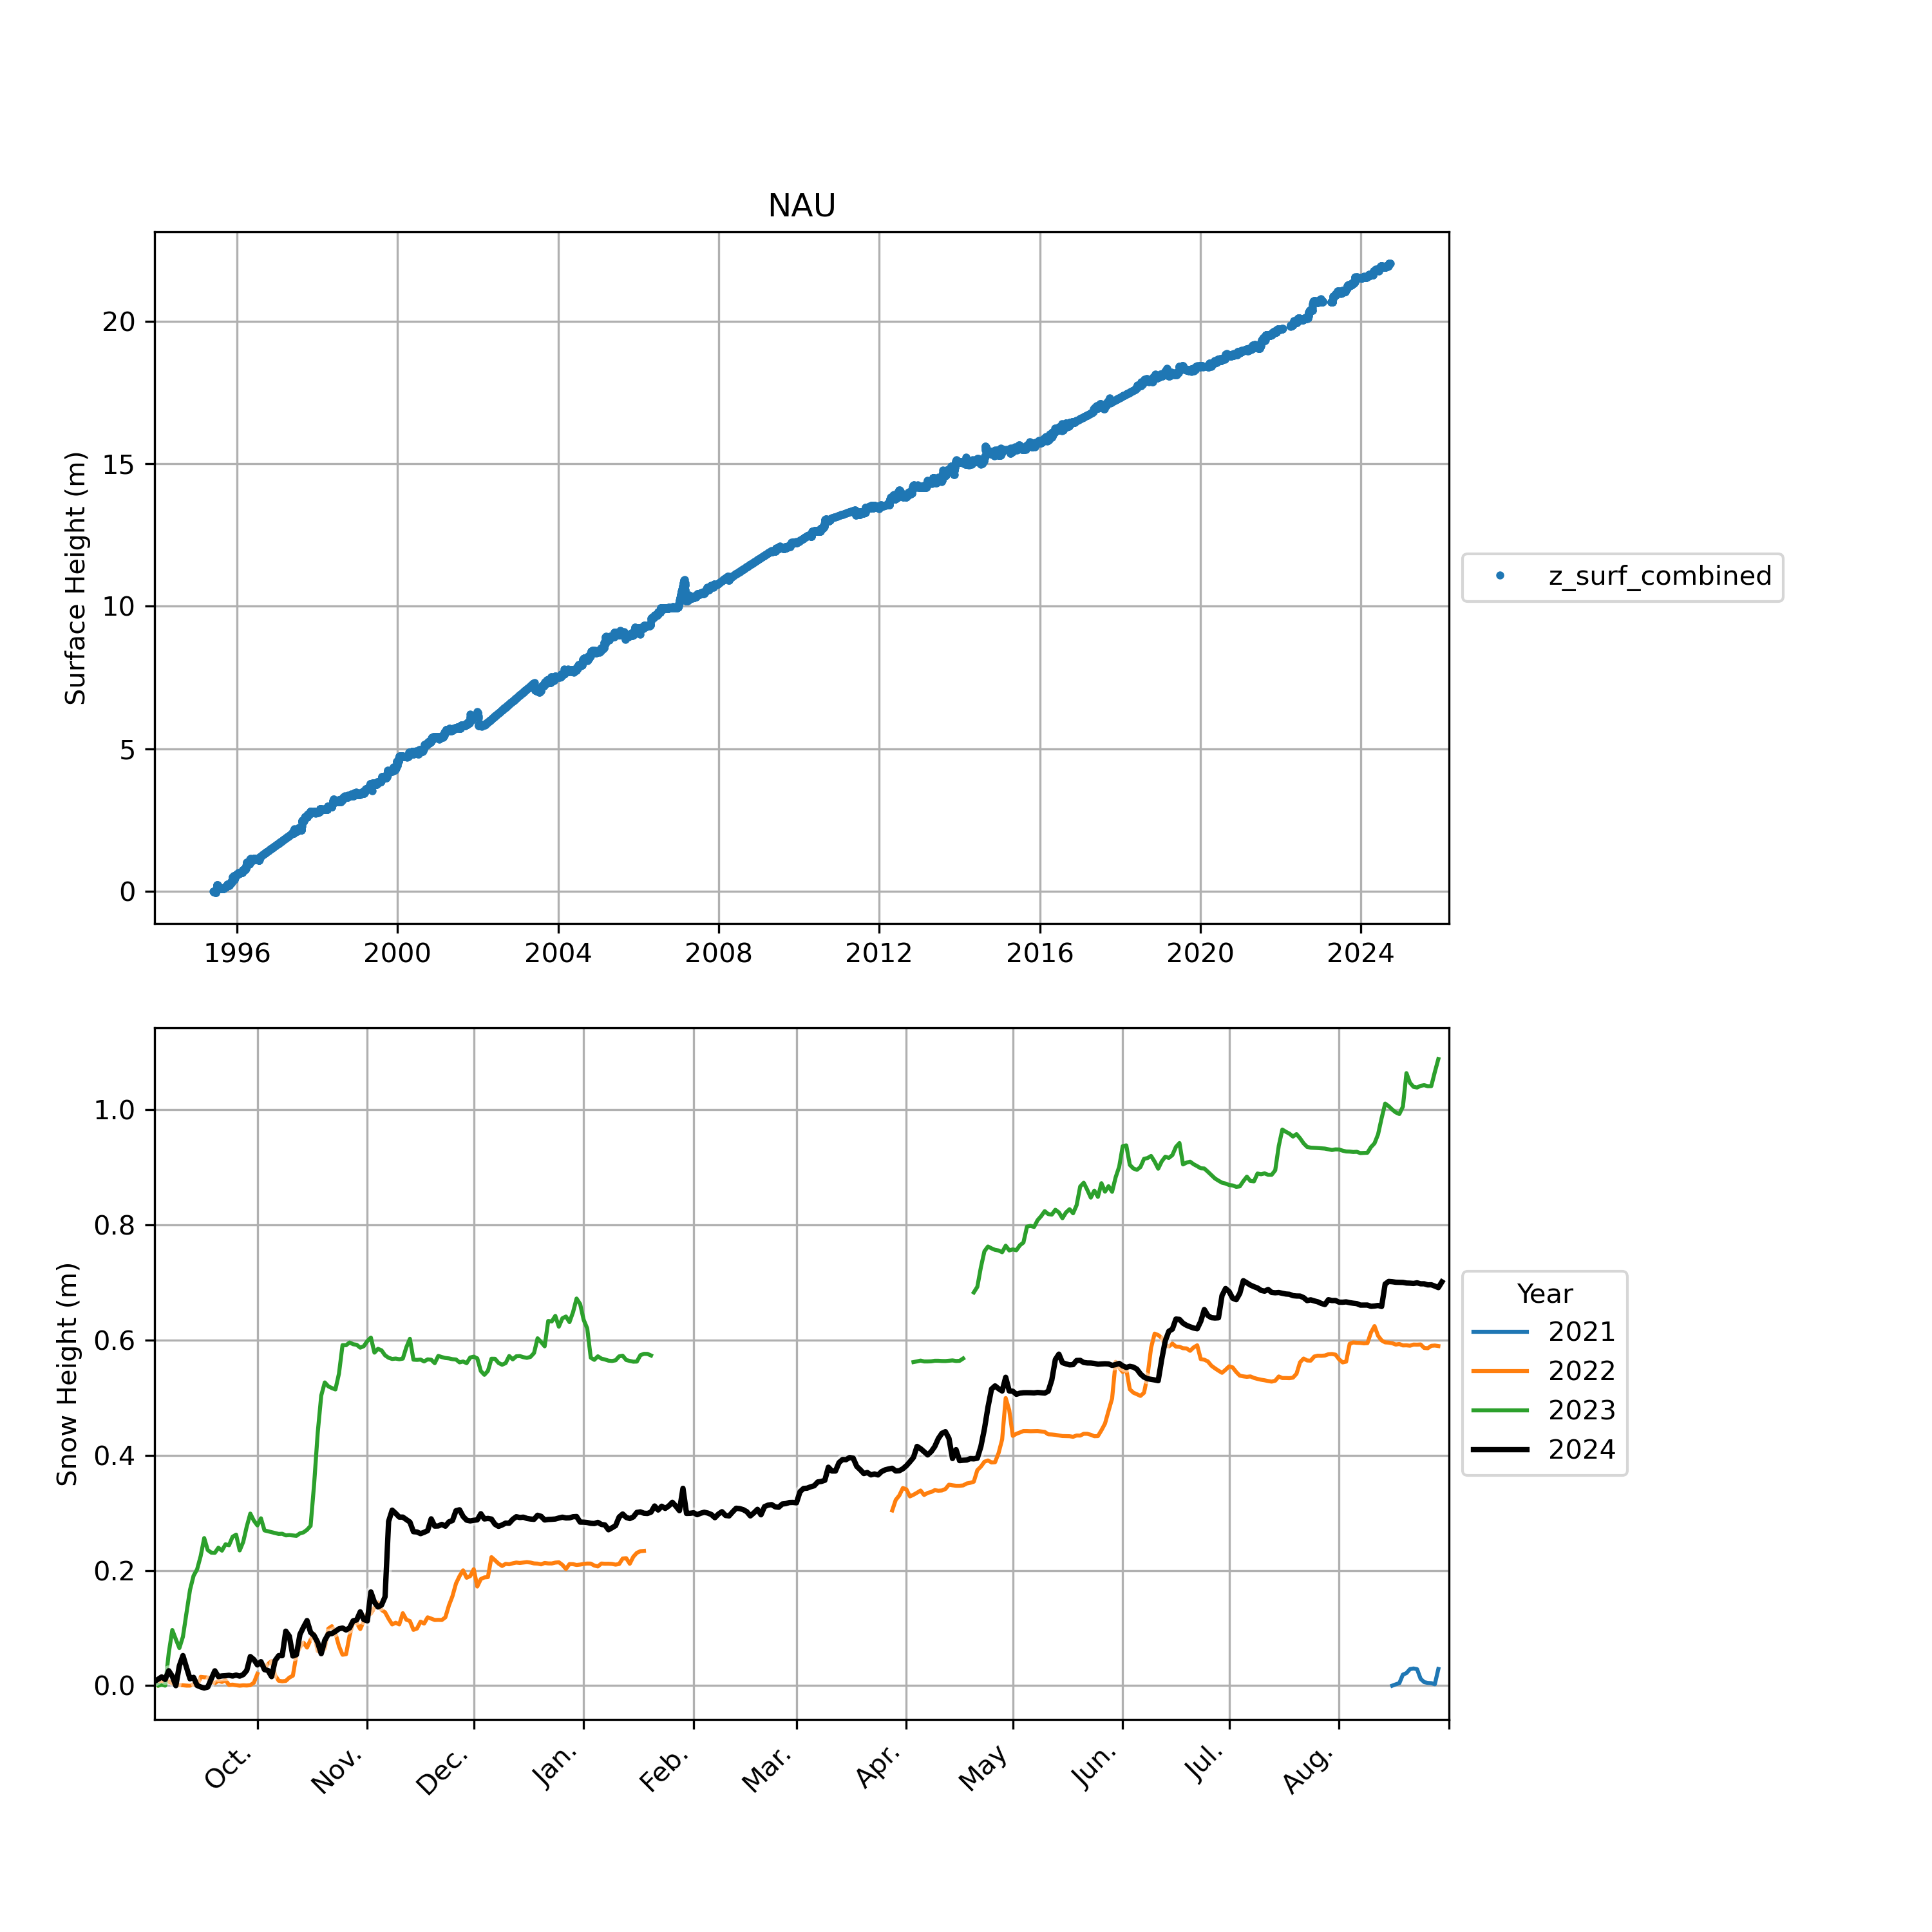 NAU
Surface Height (m)
20
15
10
5
0
1996 2000 2004 2008 2012 2016 2020 2024
z_surf_combined
Snow Height (m)
1.0
0.8
0.6
0.4
0.2
0.0
Oct. Nov. Dec. Jan. Feb. Mar. Apr. May Jun. Jul. Aug.
Year
2021
2022
2023
2024